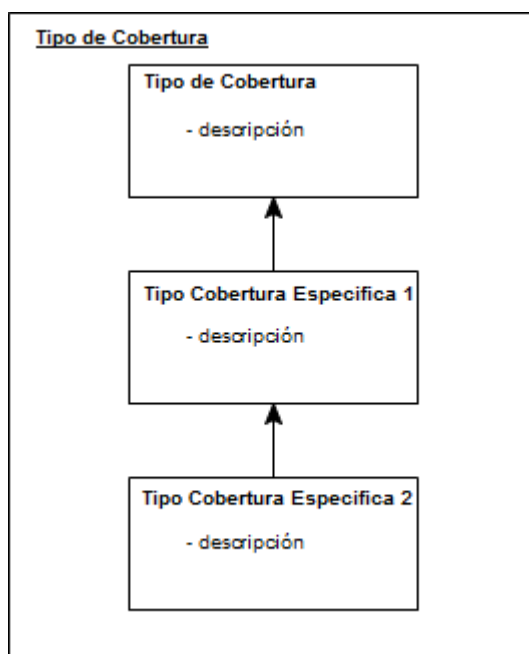 Tipo de Cobertura
Tipo de Cobertura
- descripción
Tipo Cobertura Especifica 1
- descripción
Tipo Cobertura Especifica 2
- descripción